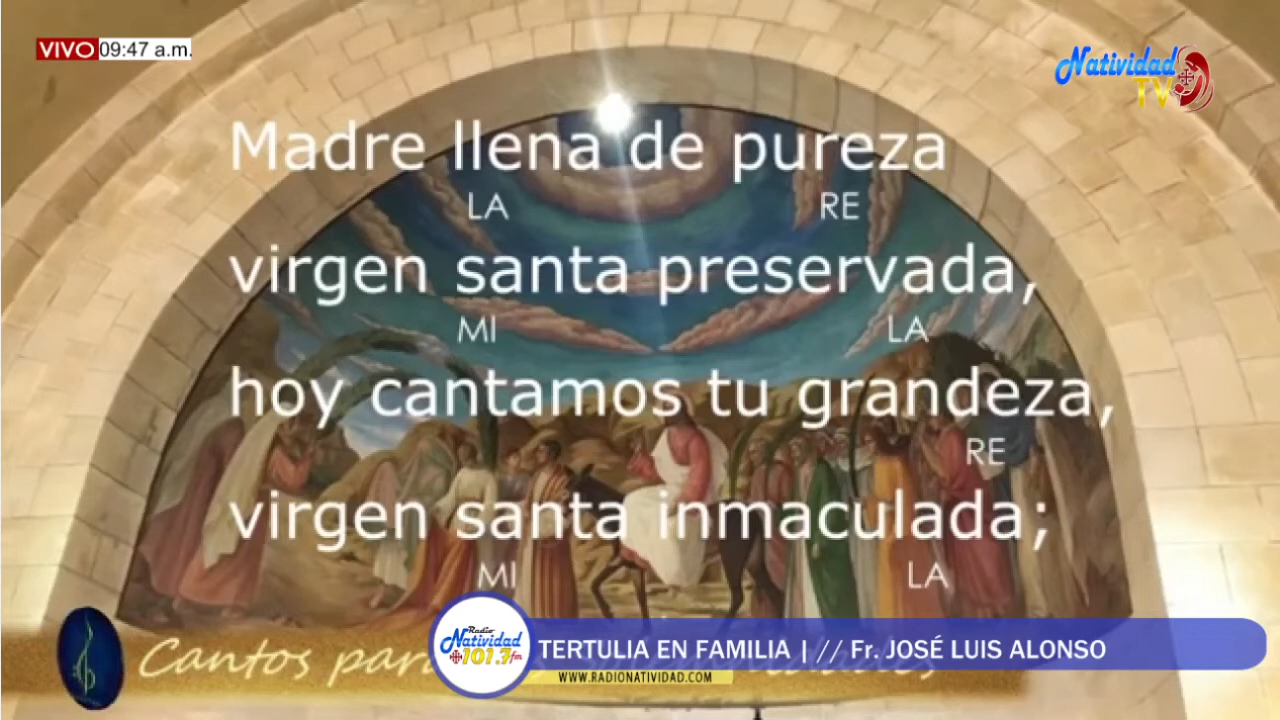 VIVO 09:47 a.m.
Natividad
TV
Madre llena de pureza
LA RE
virgen santa preservada,
MI LA
hoy cantamos tu grandeza,
RE
virgen santa inmaculada;
MI LA
Cantos para
Radio
Natividad
101.7 fm
TERTULIA EN FAMILIA | // Fr. JOSÉ LUIS ALONSO
WWW.RADIONATIVIDAD.COM